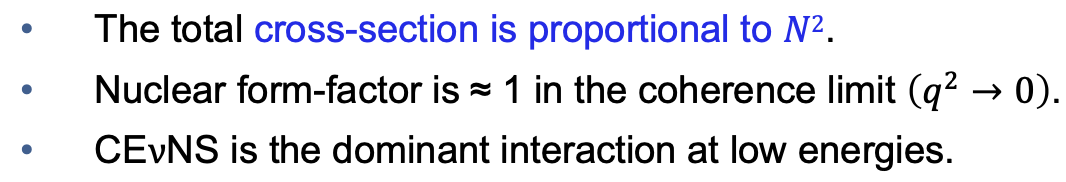 • The total cross-section is proportional to N².
• Nuclear form-factor is ≈ 1 in the coherence limit (q² → 0).
• CEνNS is the dominant interaction at low energies.